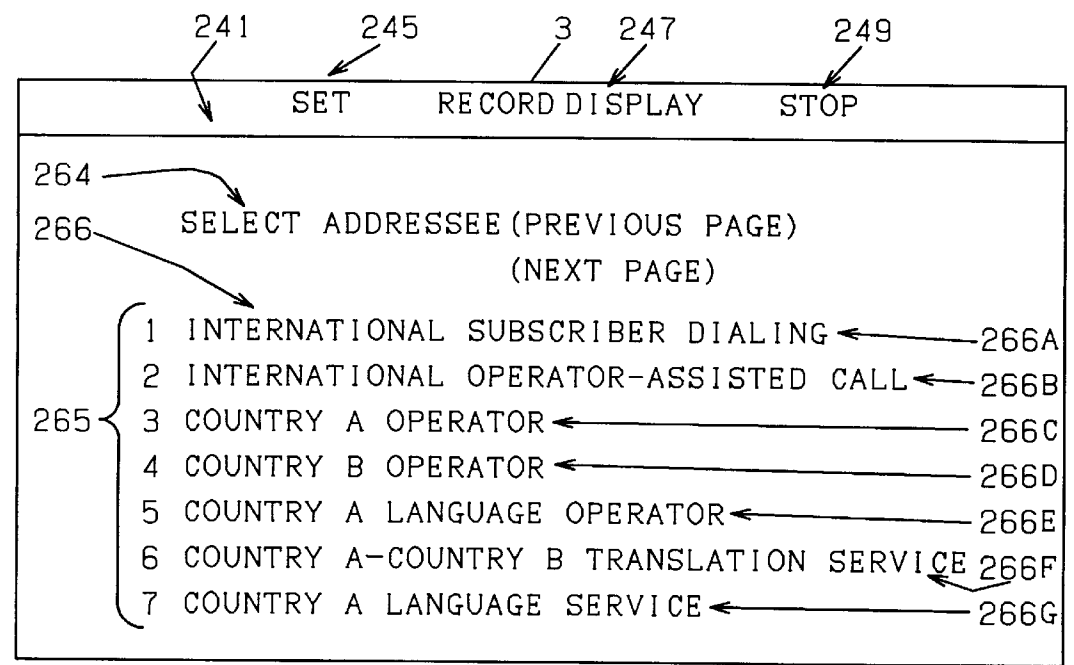 241 245 3 247 249
SET RECORD DISPLAY STOP
264
SELECT ADDRESSEE (PREVIOUS PAGE)
266
(NEXT PAGE)
1 INTERNATIONAL SUBSCRIBER DIALING 266A
2 INTERNATIONAL OPERATOR-ASSISTED CALL 266B
265 3 COUNTRY A OPERATOR 266C
4 COUNTRY B OPERATOR 266D
5 COUNTRY A LANGUAGE OPERATOR 266E
6 COUNTRY A-COUNTRY B TRANSLATION SERVICE 266F
7 COUNTRY A LANGUAGE SERVICE 266G